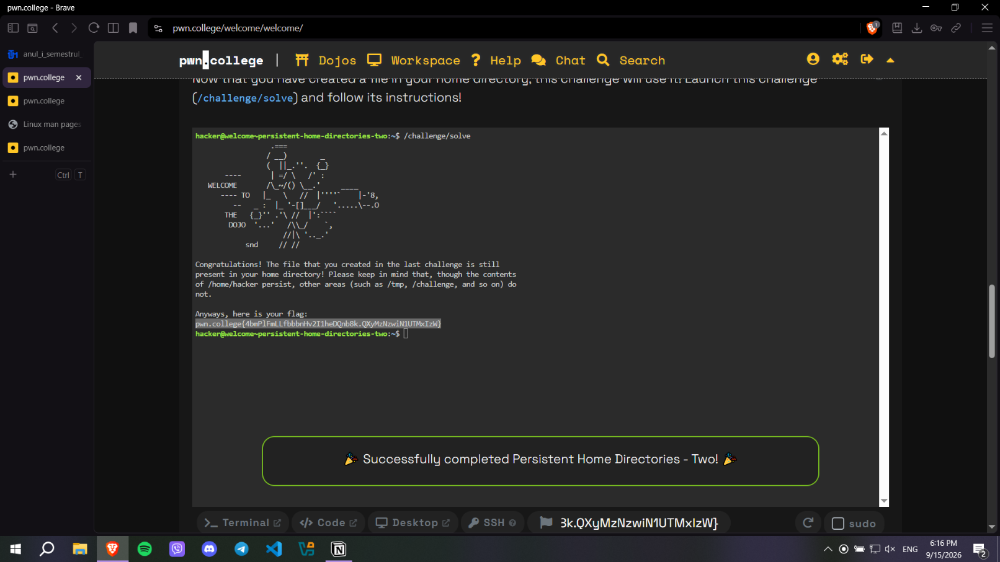 pwn.college - Brave
pwn.college/welcome/welcome/
1
anul_i_semestrul_
pwn.college
pwn.college
Linux man pages
pwn.college
Ctrl T
pwn.college | Dojos Workspace ? Help Chat Search
Now that you have created a file in your home directory, this challenge will use it! Launch this challenge
(/challenge/solve) and follow its instructions!
hacker@welcome~persistent-home-directories-two:~$ /challenge/solve
               .===
              / __)        _
              (  ||_.''.  {_}
    ----       | =/ \   /' :
WELCOME       /\_~/() \__.'     ____
   ---- TO   |_   \   //  |''''`    |-'8,
      --   _ :  |_ '-[]___/   '.....\--.O
    THE   {_}'' .'\ //  |':````
     DOJO  '...'   /\\_/    `,
                  //|\ '.._.'
         snd     // //
Congratulations! The file that you created in the last challenge is still
present in your home directory! Please keep in mind that, though the contents
of /home/hacker persist, other areas (such as /tmp, /challenge, and so on) do
not.
Anyways, here is your flag:
pwn.college{4bmPlFmLLfbbbnHv2I1heDQnb8k.QXyMzNzwiN1UTMxIzW}
hacker@welcome~persistent-home-directories-two:~$
🎉 Successfully completed Persistent Home Directories - Two! 🎉
Terminal Code Desktop SSH 3k.QXyMzNzwiN1UTMxIzW} sudo
ENG
6:16 PM
9/15/2026
2